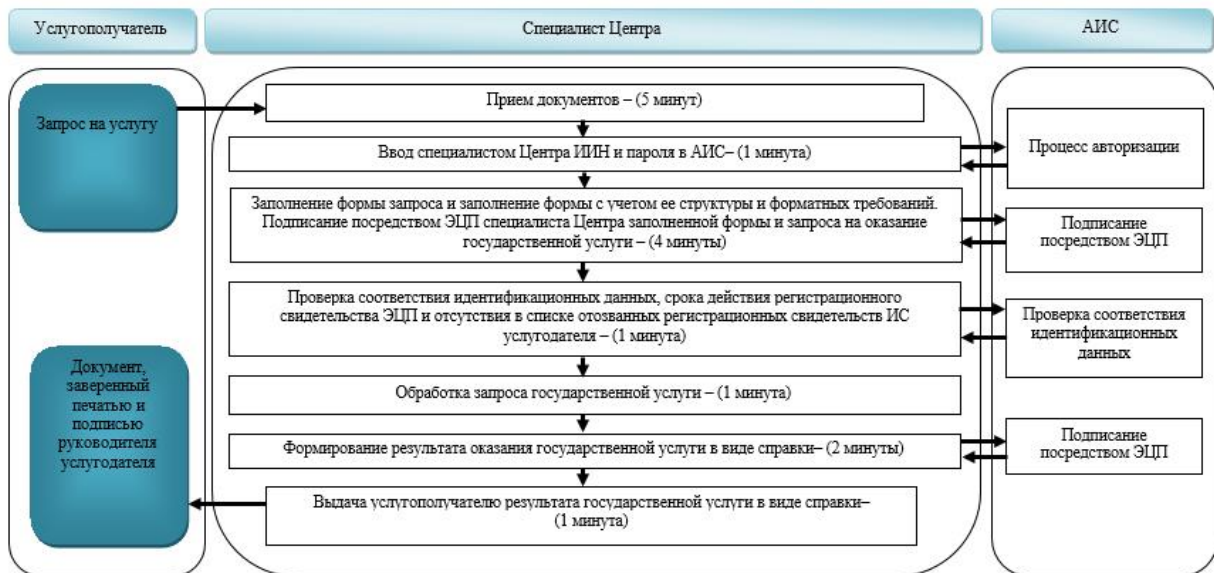 Услугополучатель
Специалист Центра
АИС
Запрос на услугу
Прием документов – (5 минут)
Ввод специалистом Центра ИИН и пароля в АИС– (1 минута)
Процесс авторизации
Заполнение формы запроса и заполнение формы с учетом ее структуры и форматных требований.
Подписание посредством ЭЦП специалиста Центра заполненной формы и запроса на оказание
государственной услуги – (4 минуты)
Подписание
посредством ЭЦП
Проверка соответствия идентификационных данных, срока действия регистрационного
свидетельства ЭЦП и отсутствия в списке отозванных регистрационных свидетельств ИС
услугодателя – (1 минута)
Проверка соответствия
идентификационных
данных
Обработка запроса государственной услуги – (1 минута)
Формирование результата оказания государственной услуги в виде справки– (2 минуты)
Подписание
посредством ЭЦП
Выдача услугополучателю результата государственной услуги в виде справки–
(1 минута)
Документ,
заверенный
печатью и
подписью
руководителя
услугодателя